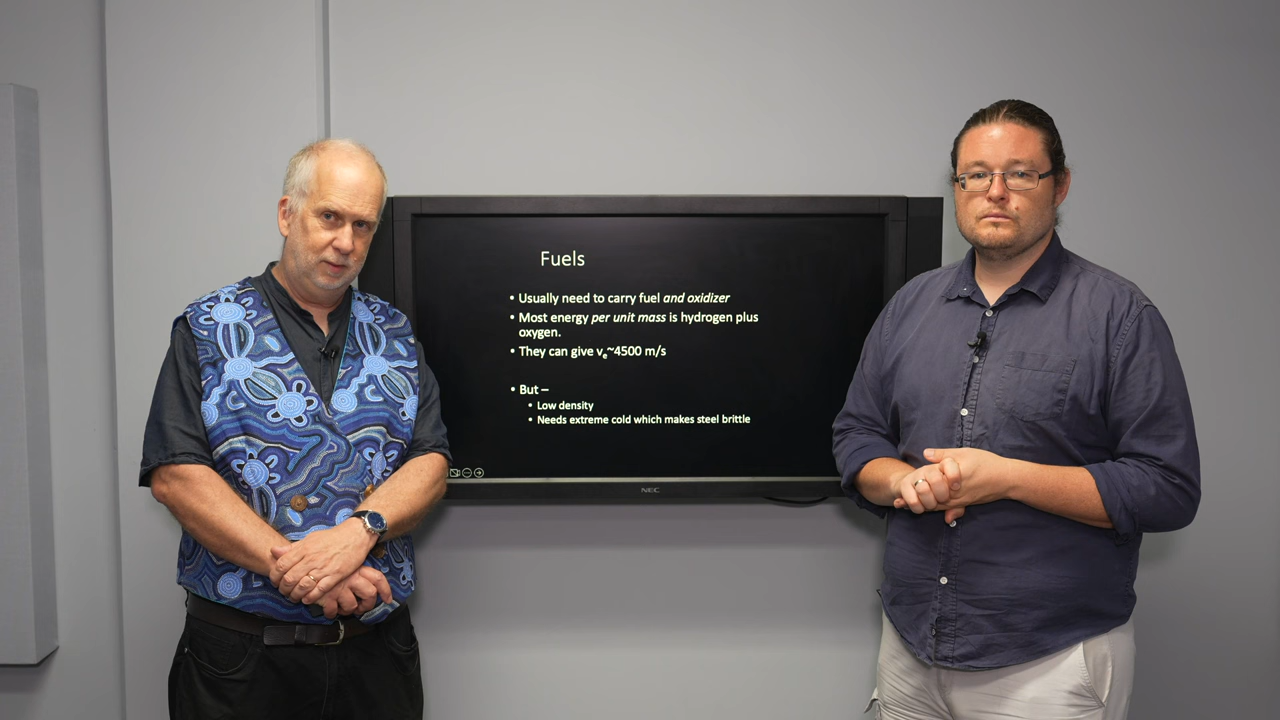 Fuels
• Usually need to carry fuel and oxidizer
• Most energy per unit mass is hydrogen plus
oxygen.
• They can give vₑ~4500 m/s
• But –
• Low density
• Needs extreme cold which makes steel brittle
NEC